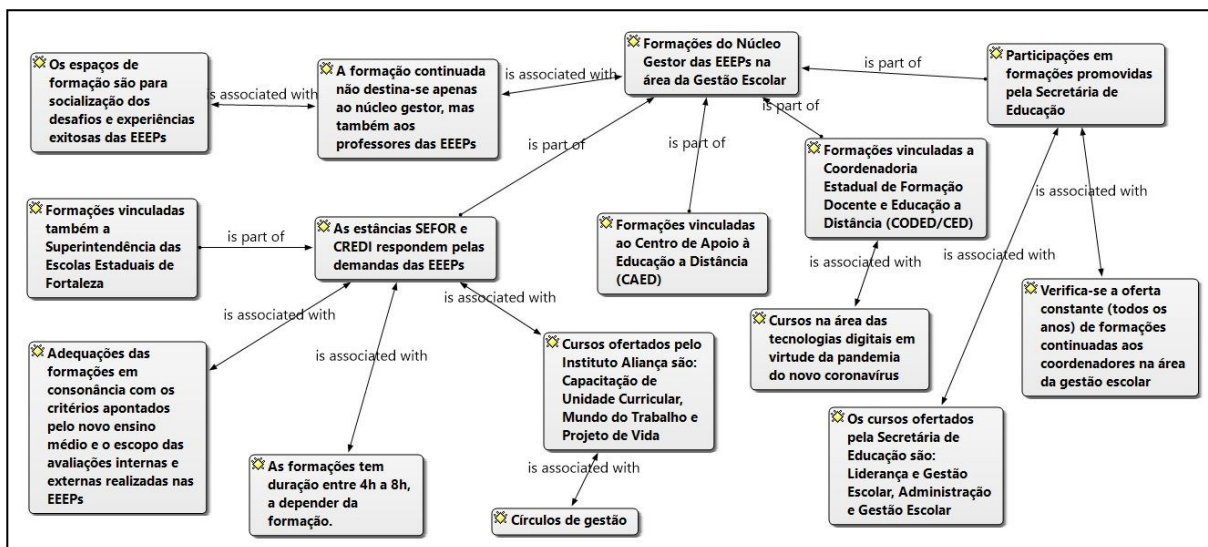 Os espaços de
formação são para
socialização dos
desafios e experiências
exitosas das EEEPs
is associated with
A formação continuada
não destina-se apenas
ao núcleo gestor, mas
também aos
professores das EEEPs
is associated with
Formações do Núcleo
Gestor das EEEPs na
área da Gestão Escolar
is part of
Participações em
formações promovidas
pela Secretária de
Educação
is part of
is part of
is part of
Formações vinculadas
também a
Superintendência das
Escolas Estaduais de
Fortaleza
is part of
As estâncias SEFOR e
CREDI respondem pelas
demandas das EEEPs
Formações vinculadas
ao Centro de Apoio à
Educação a Distância
(CAED)
Formações vinculadas a
Coordenadoria
Estadual de Formação
Docente e Educação a
Distância (CODED/CED)
is associated with
is associated with
is associated with
is associated with
is associated with
is associated with
Adequações das
formações em
consonância com os
critérios apontados
pelo novo ensino
médio e o escopo das
avaliações internas e
externas realizadas nas
EEEPs
As formações tem
duração entre 4h a 8h,
a depender da
formação.
Cursos ofertados pelo
Instituto Aliança são:
Capacitação de
Unidade Curricular,
Mundo do Trabalho e
Projeto de Vida
is associated with
Círculos de gestão
Cursos na área das
tecnologias digitais em
virtude da pandemia
do novo coronavírus
Os cursos ofertados
pela Secretária de
Educação são:
Liderança e Gestão
Escolar, Administração
e Gestão Escolar
Verifica-se a oferta
constante (todos os
anos) de formações
continuadas aos
coordenadores na área
da gestão escolar